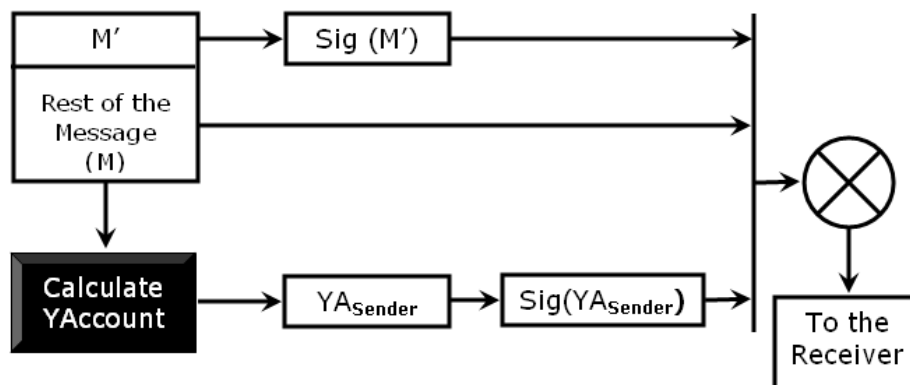 M′
Sig (M′)
Rest of the
Message
(M)
Calculate
YAccount
YASender
Sig(YASender)
To the
Receiver